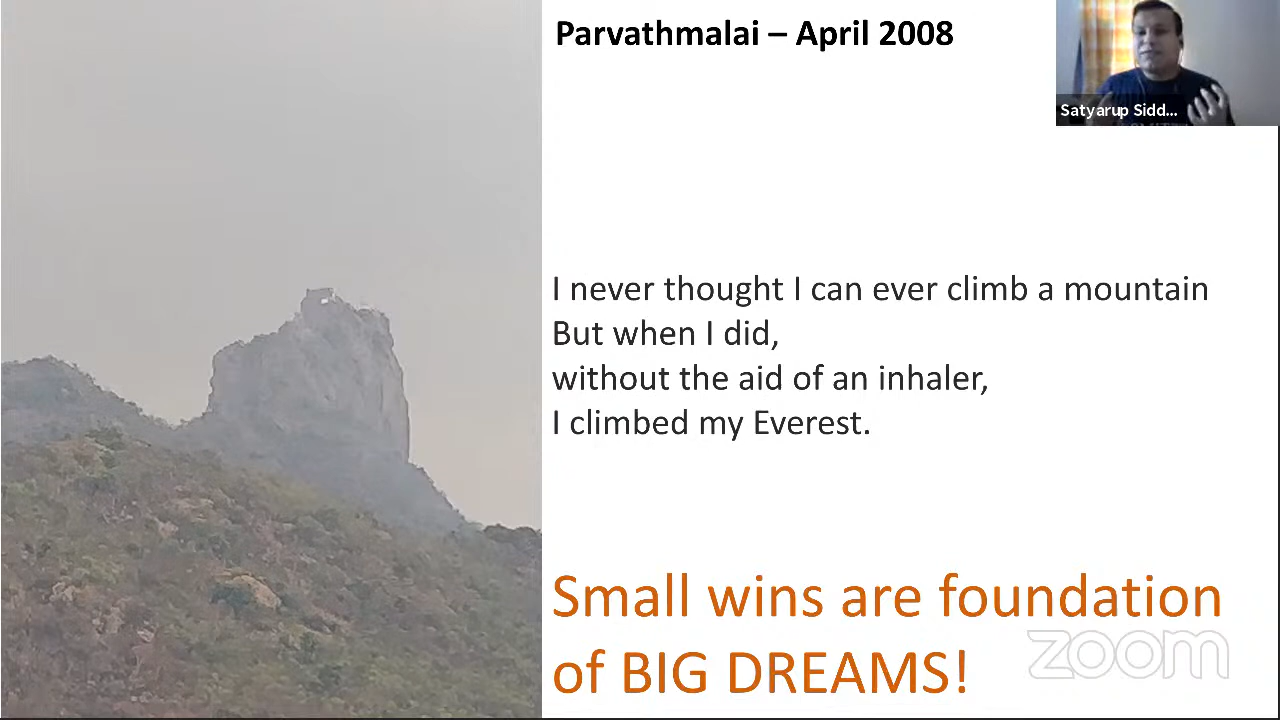 Parvathmalai – April 2008
Satyarup Sidd...
I never thought I can ever climb a mountain
But when I did,
without the aid of an inhaler,
I climbed my Everest.
Small wins are foundation
of BIG DREAMS!
zoom